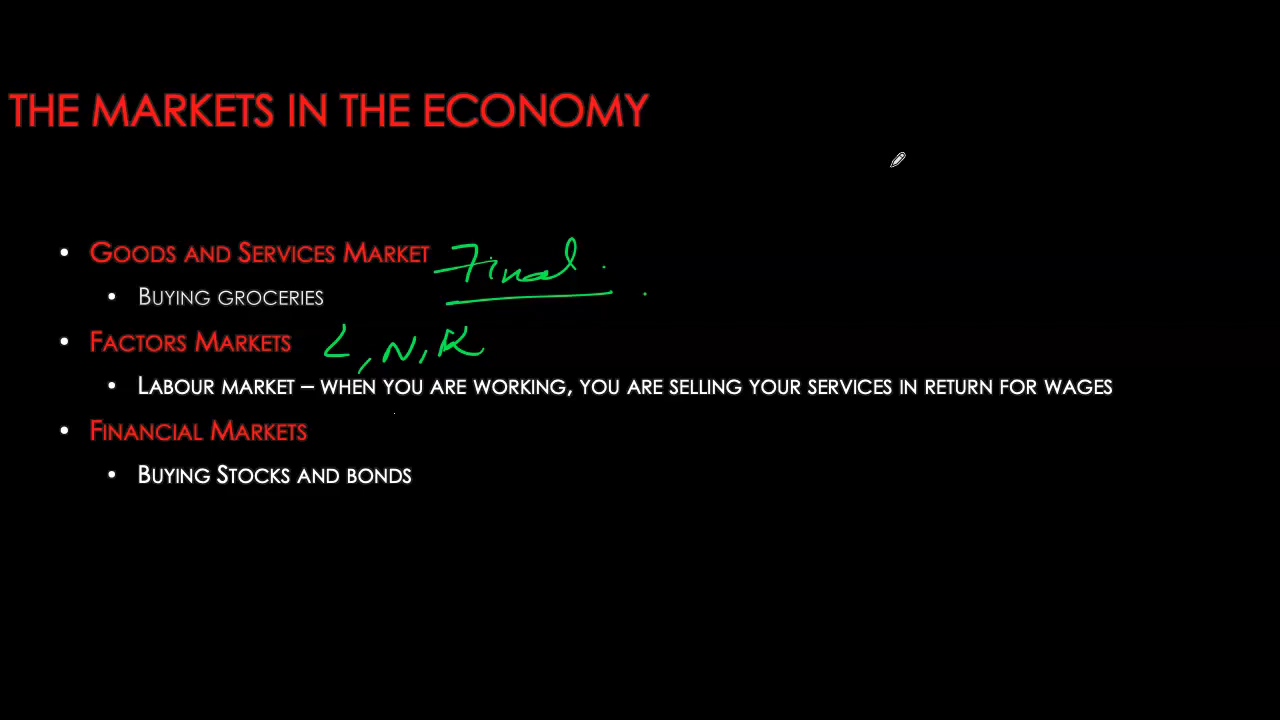 THE MARKETS IN THE ECONOMY
• GOODS AND SERVICES MARKET Final.
• BUYING GROCERIES
• FACTORS MARKETS L, N, K
• LABOUR MARKET – WHEN YOU ARE WORKING, YOU ARE SELLING YOUR SERVICES IN RETURN FOR WAGES
• FINANCIAL MARKETS
• BUYING STOCKS AND BONDS